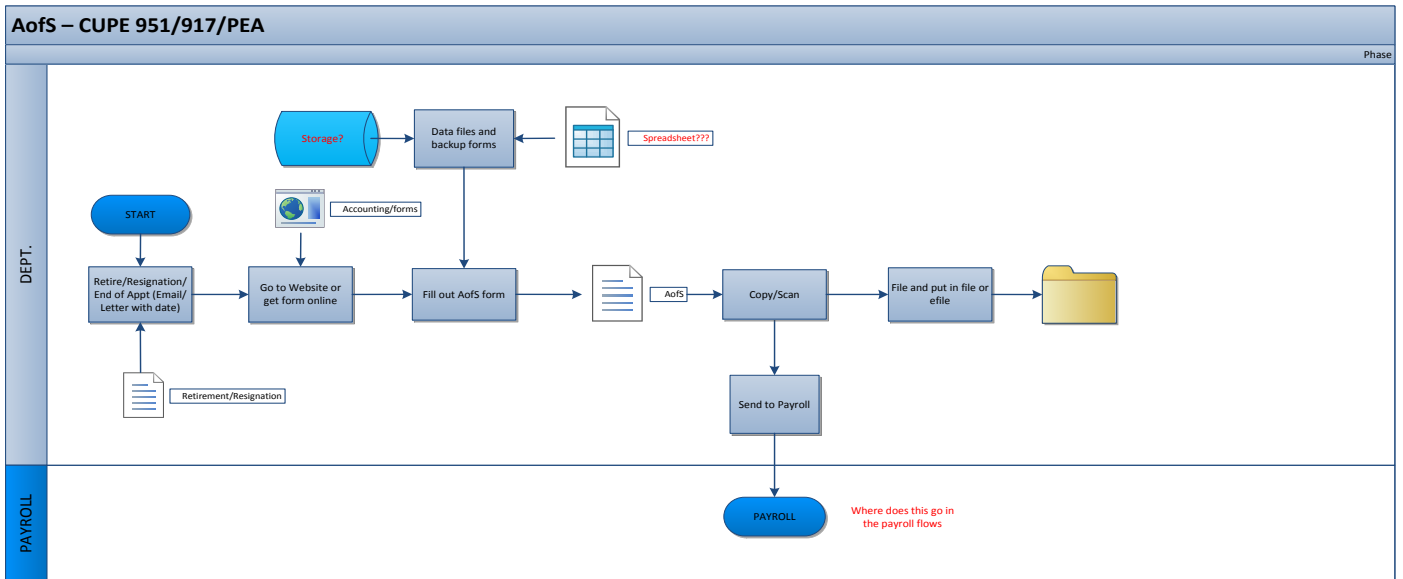 AofS – CUPE 951/917/PEA
Phase
DEPT.
Storage?
Data files and
backup forms
Spreadsheet???
Accounting/forms
START
Retire/Resignation/
End of Appt (Email/
Letter with date)
Go to Website or
get form online
Fill out AofS form
AofS
Copy/Scan
File and put in file or
efile
Retirement/Resignation
Send to Payroll
PAYROLL
PAYROLL
Where does this go in
the payroll flows